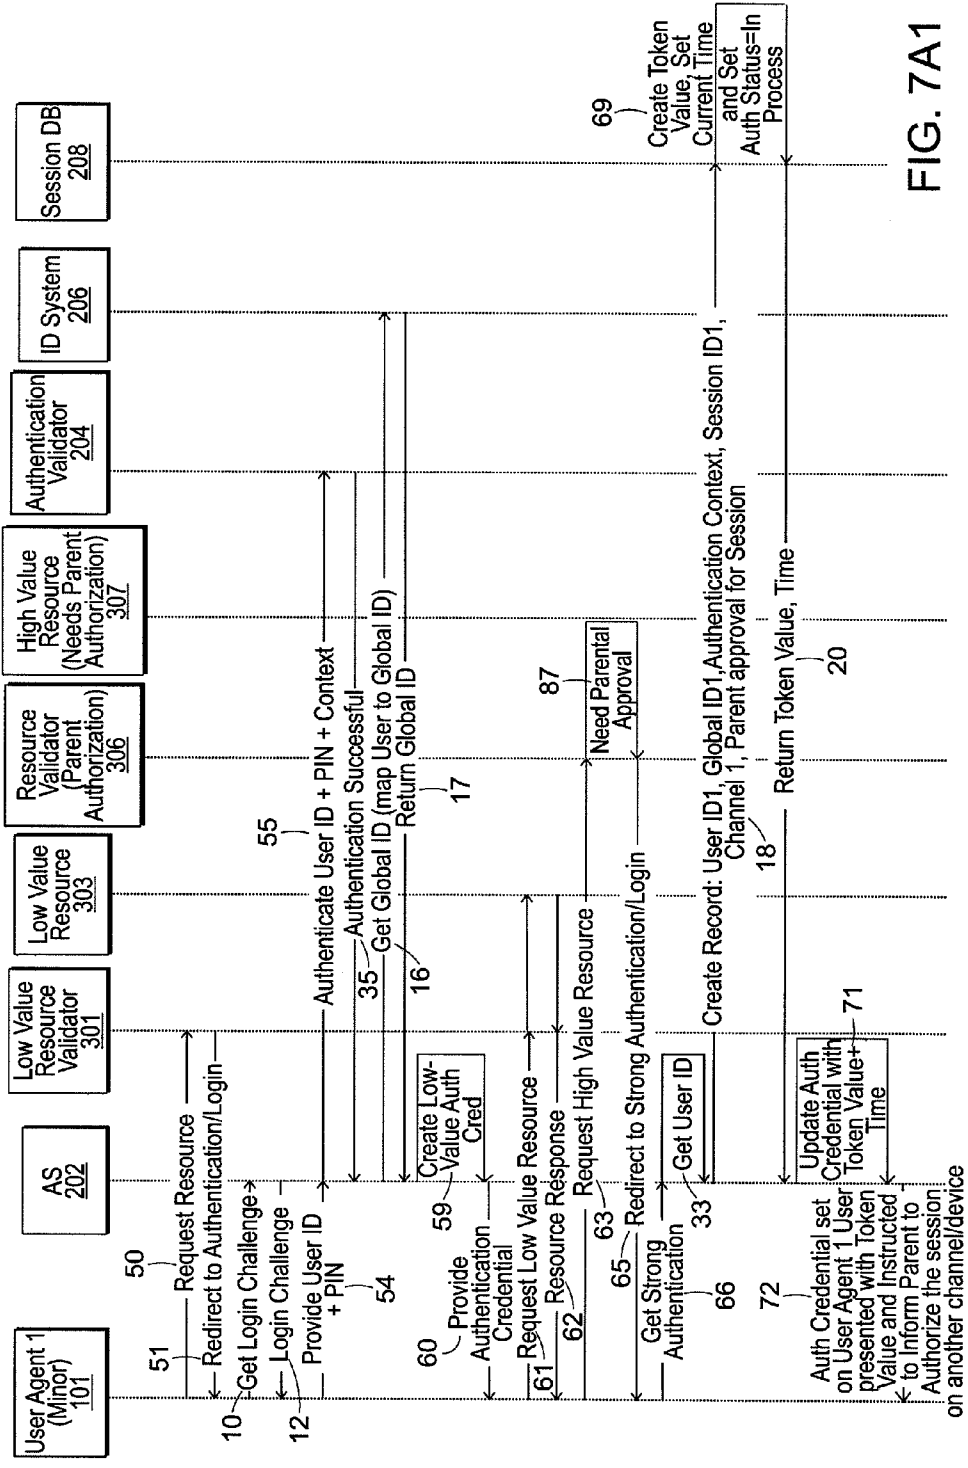 User Agent 1
(Minor)
101
AS
202
Low Value
Resource
Validator
301
Low Value
Resource
303
Resource
Validator
(Parent
Authorization)
306
High Value
Resource
(Needs Parent
Authorization)
307
Authentication
Validator
204
ID System
206
Session DB
208
50
Request Resource
51
Redirect to Authentication/Login
10
Get Login Challenge
12
Login Challenge
Provide User ID
+ PIN
54
55
Authenticate User ID + PIN + Context
Authentication Successful
35
Get Global ID (map User to Global ID)
16
Return Global ID
17
Create Low-
Value Auth
Cred
59
60
Provide
Authentication
Credential
Request Low Value Resource
61
Resource Response
62
Request High Value Resource
63
87
Need Parental
Approval
65
Redirect to Strong Authentication/Login
Get Strong
Authentication
66
Get User ID
33
Create Record: User ID1, Global ID1,Authentication Context, Session ID1,
Channel 1, Parent approval for Session
18
69
Create Token
Value, Set
Current Time
and Set
Auth Status=In
Process
Return Token Value, Time
20
Update Auth
Credential with
Token Value+
Time
71
72
Auth Credential set
on User Agent 1 User
presented with Token
Value and Instructed
to Inform Parent to
Authorize the session
on another channel/device
FIG. 7A1